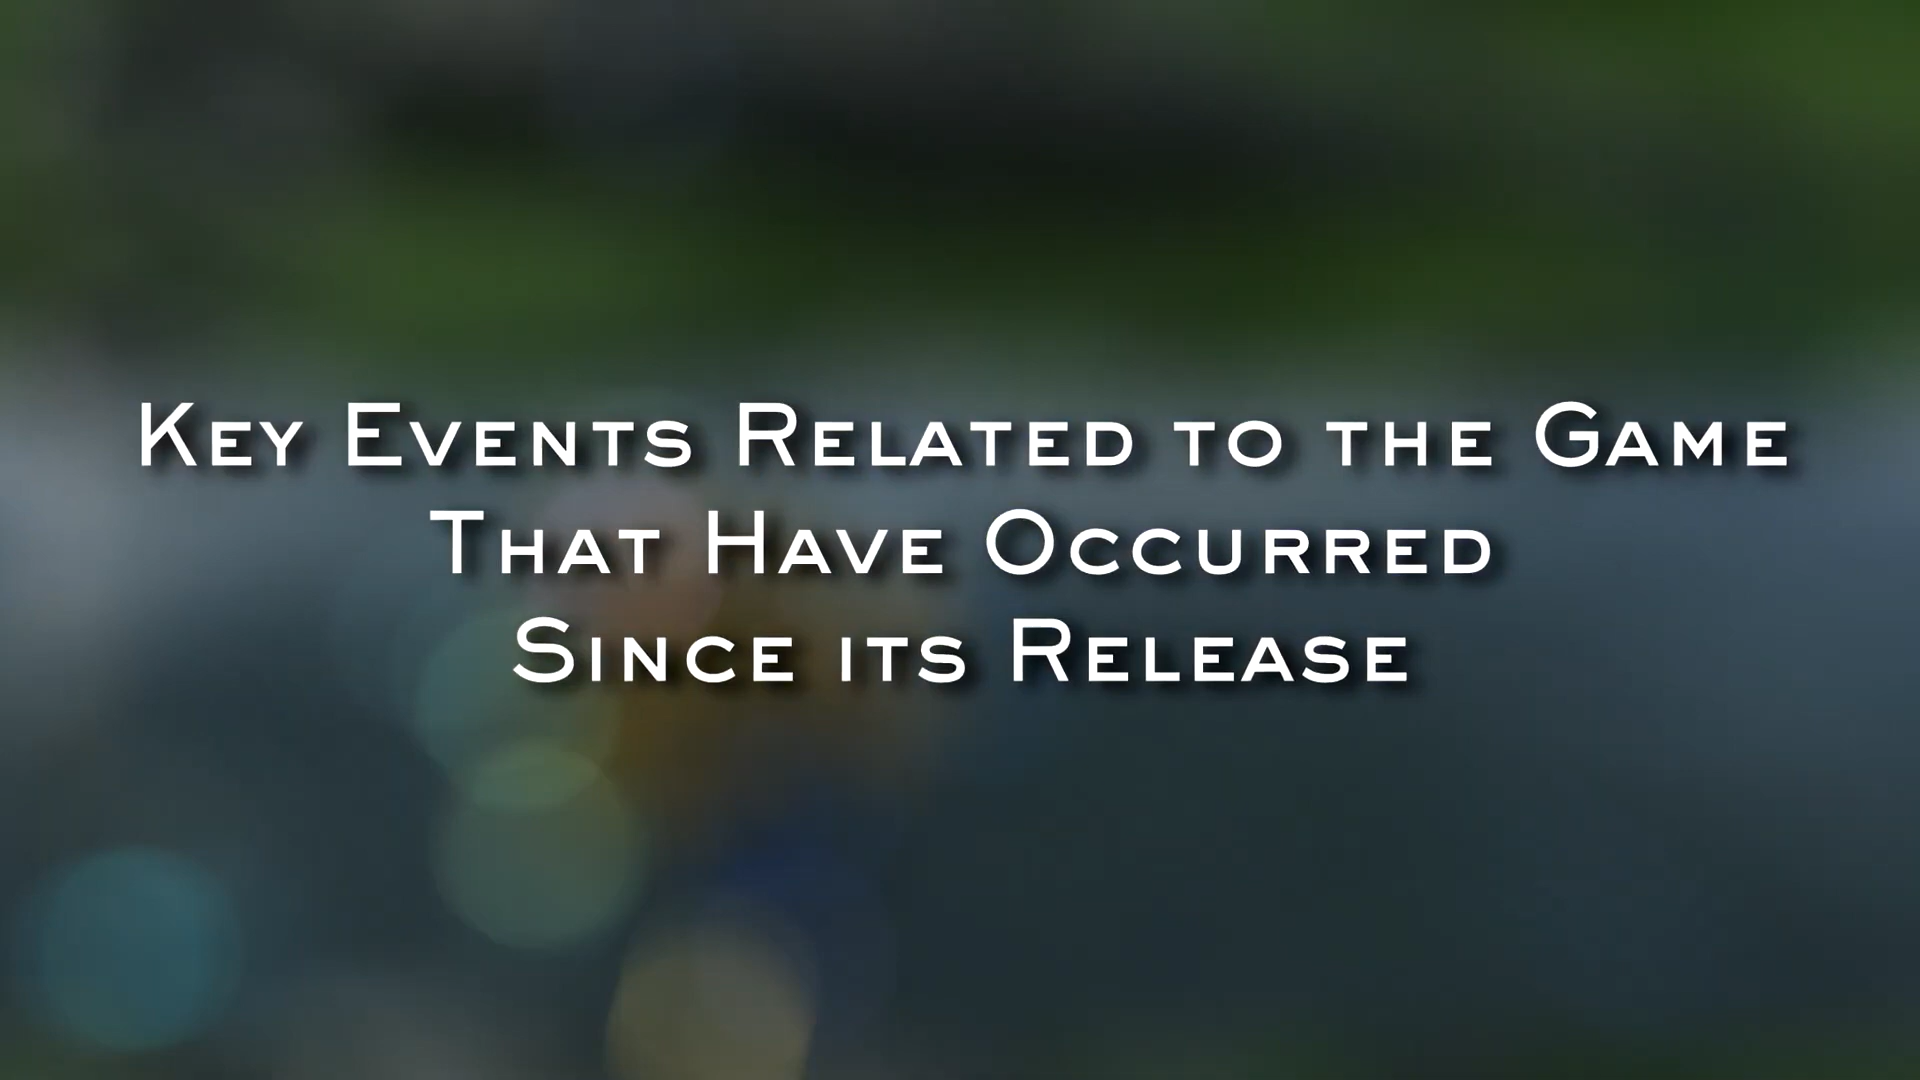 Key Events Related to the Game
That Have Occurred
Since its Release